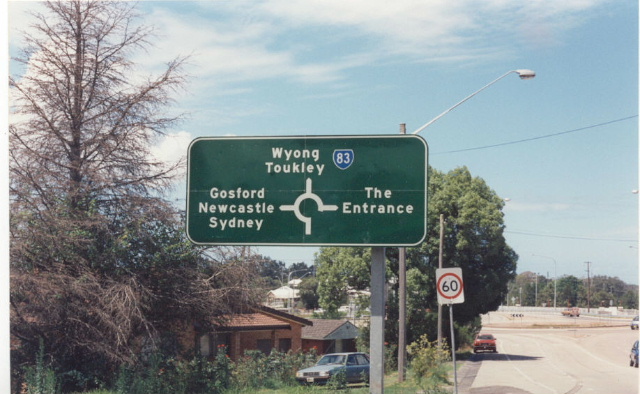 Wyong 83
Toukley
Gosford
Newcastle
Sydney
The
Entrance
60